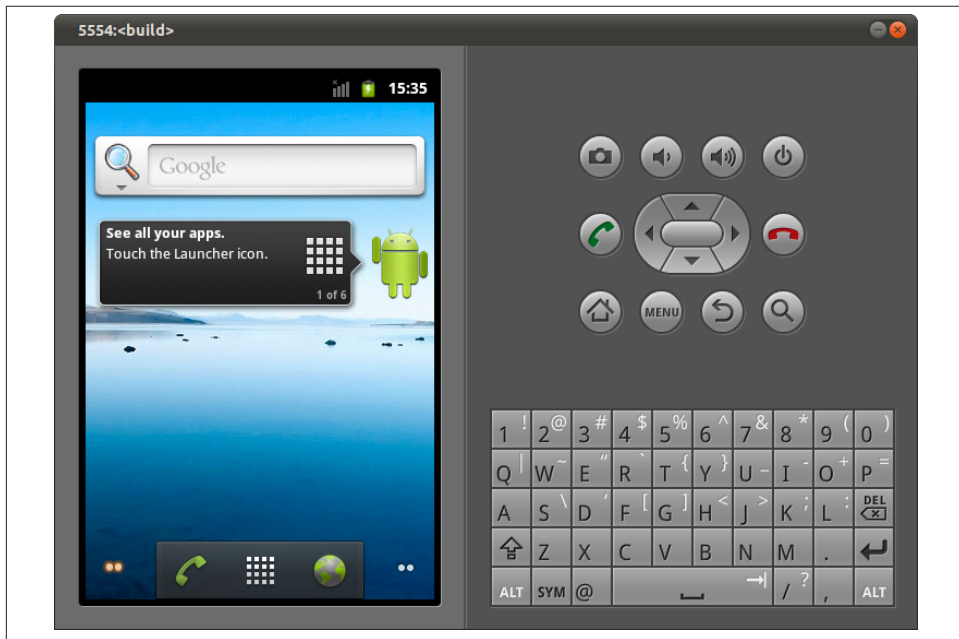 5554:<build>
15:35
Google
See all your apps.
Touch the Launcher icon.
1 of 6
MENU
1 ! 2 @ 3 # 4 $ 5 % 6 ^ 7 & 8 * 9 ( 0 )
Q | W ~ E " R ` T { Y } U _ I - O + P =
A S \ D ' F [ G ] H < J > K ; L : DEL
Z X C V B N M .
ALT SYM @ / ? , ALT